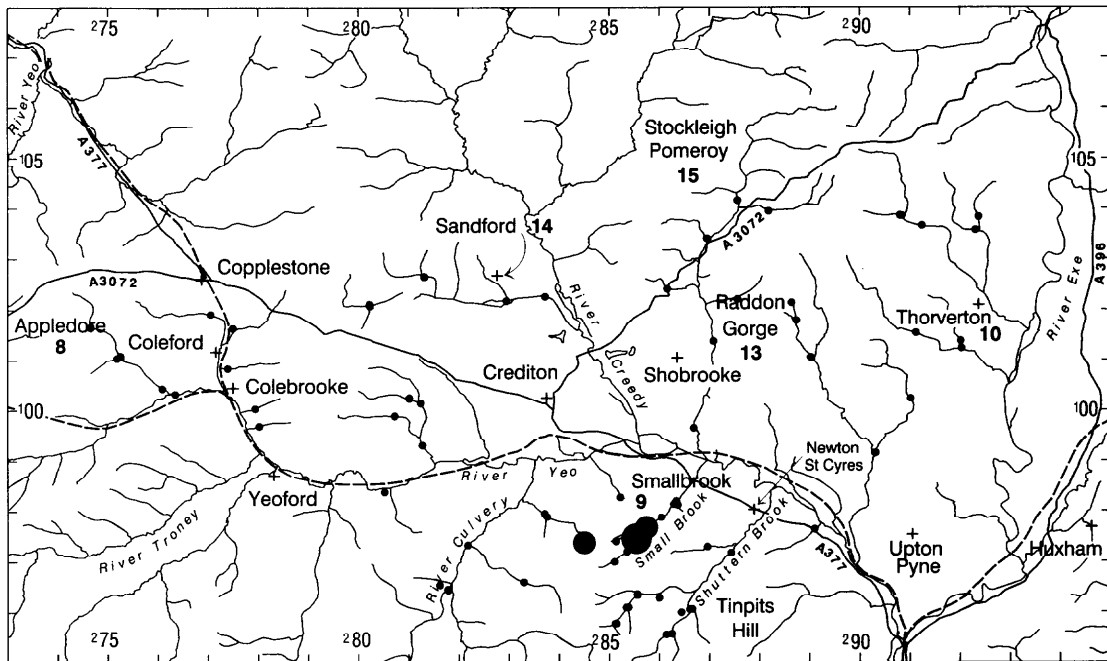 275
280
285
290
River Yeo
A377
105
Stockleigh
Pomeroy
15
105
Sandford 14
A3072
A396
River Exe
Copplestone
A3072
Appledore
8
Coleford
River
Creedy
Raddon
Gorge
13
Thorverton
10
Crediton
Shobrooke
Colebrooke
100
100
Newton
St Cyres
River Yeo
Yeoford
Smallbrook
9
Small Brook
River Troney
River Culvery
Shuttern Brook
A377
Upton
Pyne
Huxham
Tinpits
Hill
275
280
285
290